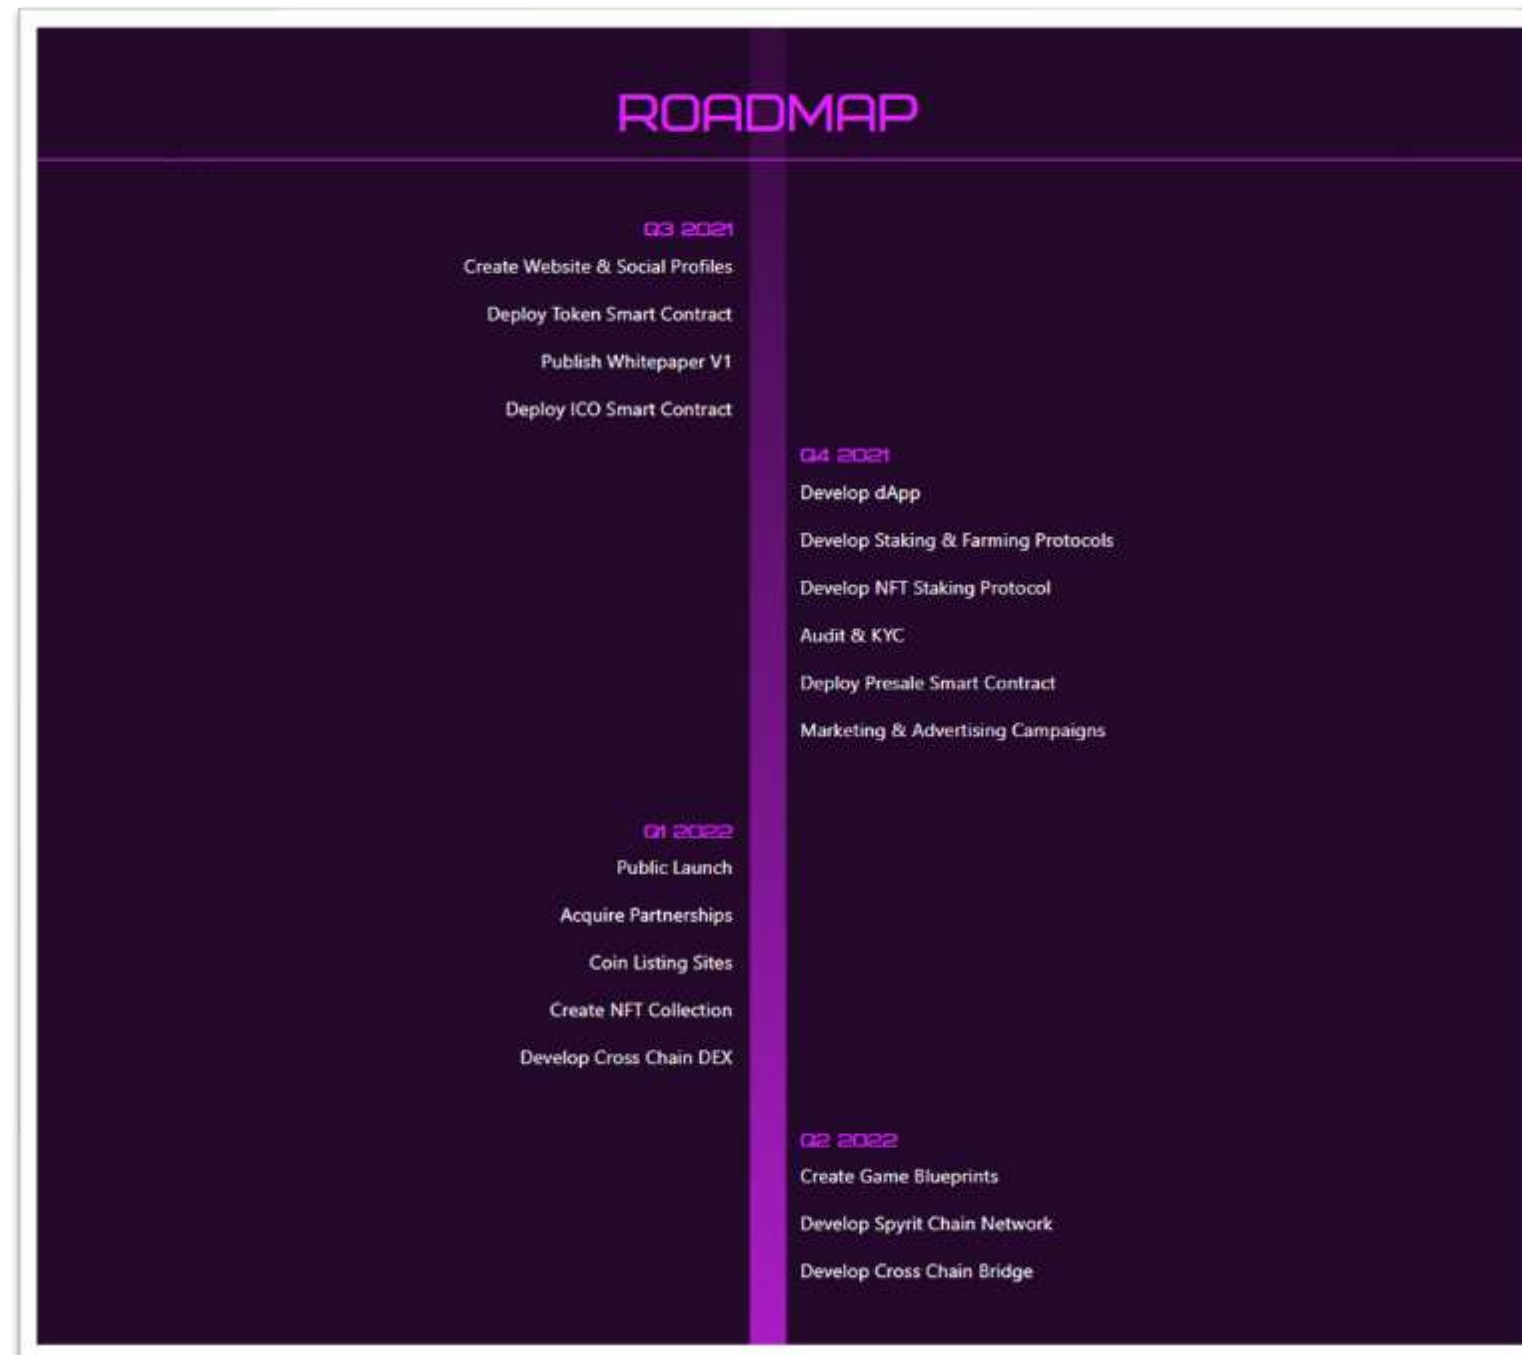 ROADMAP
Q3 2021
Create Website & Social Profiles
Deploy Token Smart Contract
Publish Whitepaper V1
Deploy ICO Smart Contract
Q4 2021
Develop dApp
Develop Staking & Farming Protocols
Develop NFT Staking Protocol
Audit & KYC
Deploy Presale Smart Contract
Marketing & Advertising Campaigns
Q1 2022
Public Launch
Acquire Partnerships
Coin Listing Sites
Create NFT Collection
Develop Cross Chain DEX
Q2 2022
Create Game Blueprints
Develop Spyrit Chain Network
Develop Cross Chain Bridge